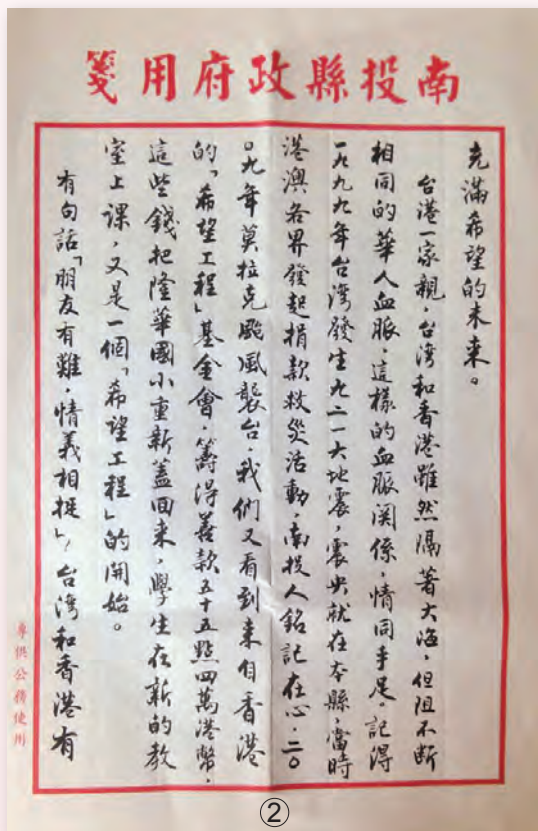 南投縣政府用箋
充滿希望的未來。
台港一家親，台灣和香港雖然隔著大海，但阻不斷
相同的華人血脈，這樣的血脈関係，情同手足。記得
一九九九年台灣發生九二一大地震，震央就在本縣，當時
港澳各界發起捐款救災活動，南投人銘記在心，二〇
〇九年莫拉克颱風襲台，我們又看到來自香港
的「希望工程」基金會，籌得善款五十五點四萬港幣，
這些錢把隆華國小重新蓋回來，學生在新的教
室上課，又是一個「希望工程」的開始。
有句話「朋友有難，情義相挺」，台灣和香港有
專供公務使用
②